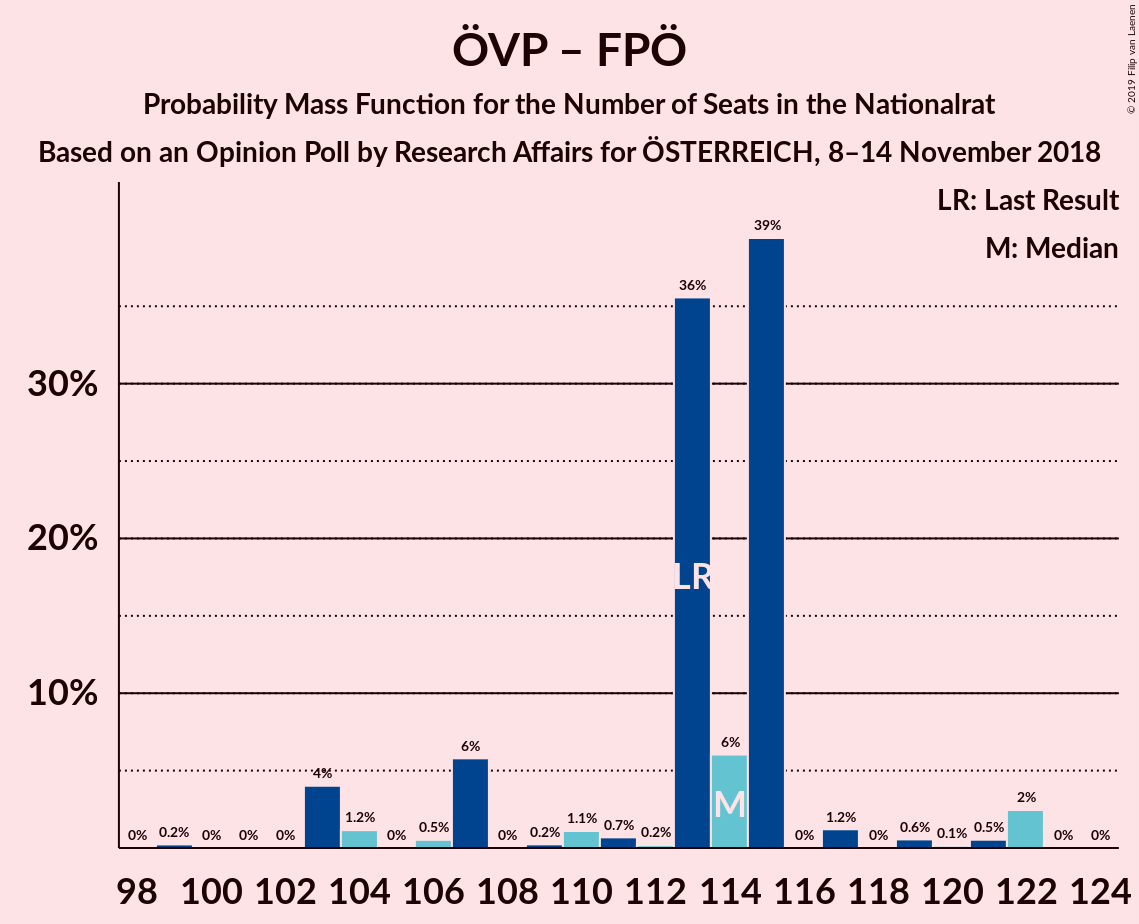 ÖVP – FPÖ
Probability Mass Function for the Number of Seats in the Nationalrat
Based on an Opinion Poll by Research Affairs for ÖSTERREICH, 8–14 November 2018
© 2019 Filip van Laenen
LR: Last Result
M: Median
30%
20%
10%
0% 0.2% 0% 0% 0% 4% 1.2% 0% 0.5% 6% 0% 0.2% 1.1% 0.7% 0.2% 36% 6% 39% 0% 1.2% 0% 0.6% 0.1% 0.5% 2% 0% 0%
LR
M
98 100 102 104 106 108 110 112 114 116 118 120 122 124